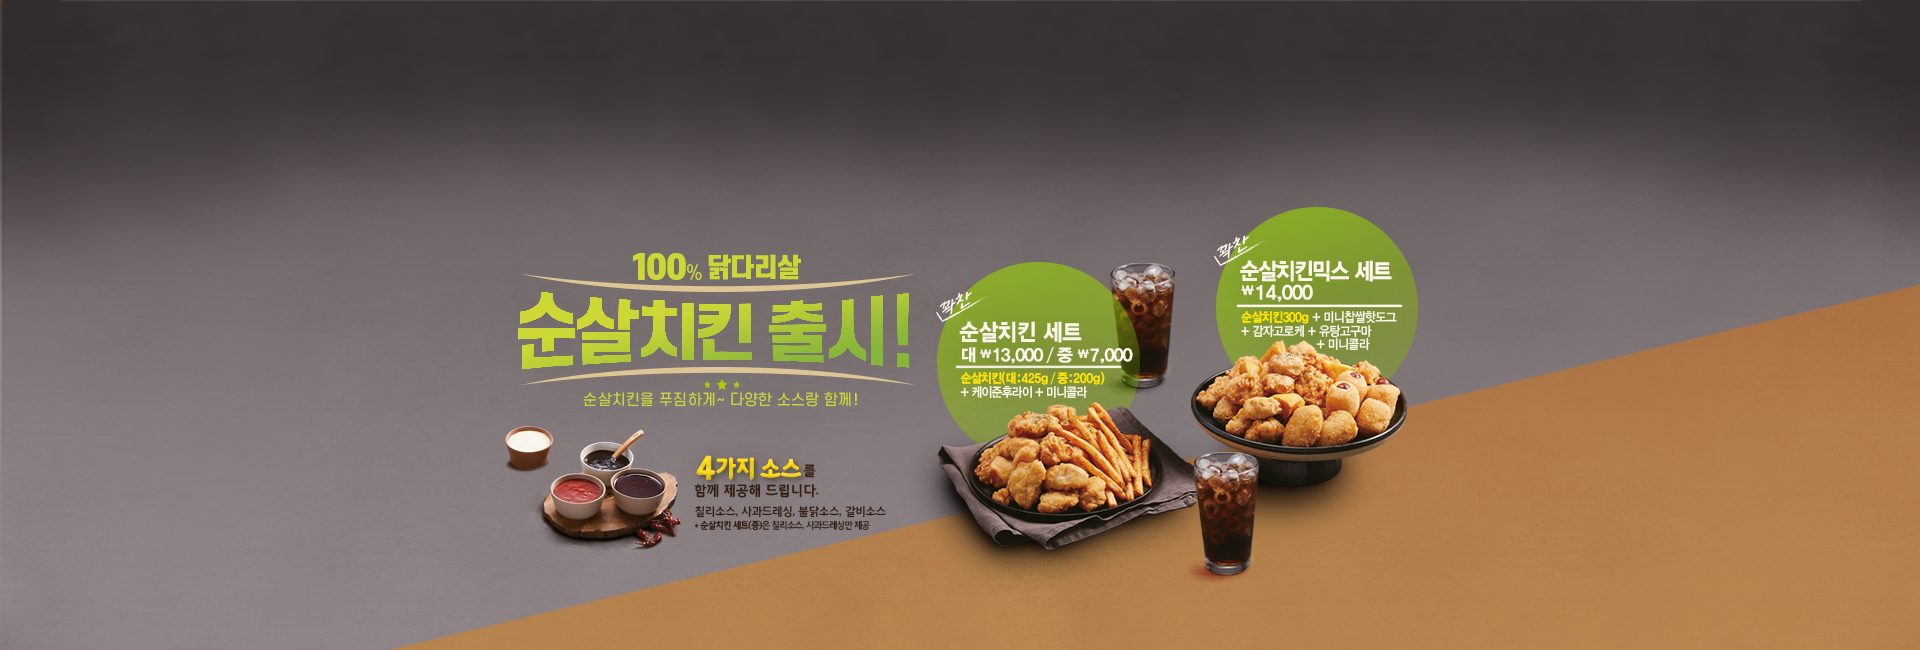 100% 닭다리살
순살치킨 출시!
순살치킨을 푸짐하게~ 다양한 소스랑 함께!
4가지 소스를
함께 제공해 드립니다.
칠리소스, 사과드레싱, 불닭소스, 갈비소스
* 순살치킨 세트(중)은 칠리소스, 사과드레싱만 제공
꽉찬
순살치킨 세트
대 ₩13,000 / 중 ₩7,000
순살치킨(대:425g / 중:200g)
+ 케이준후라이 + 미니콜라
꽉찬
순살치킨믹스 세트
₩14,000
순살치킨300g + 미니찹쌀핫도그
+ 감자고로케 + 유탕고구마
+ 미니콜라